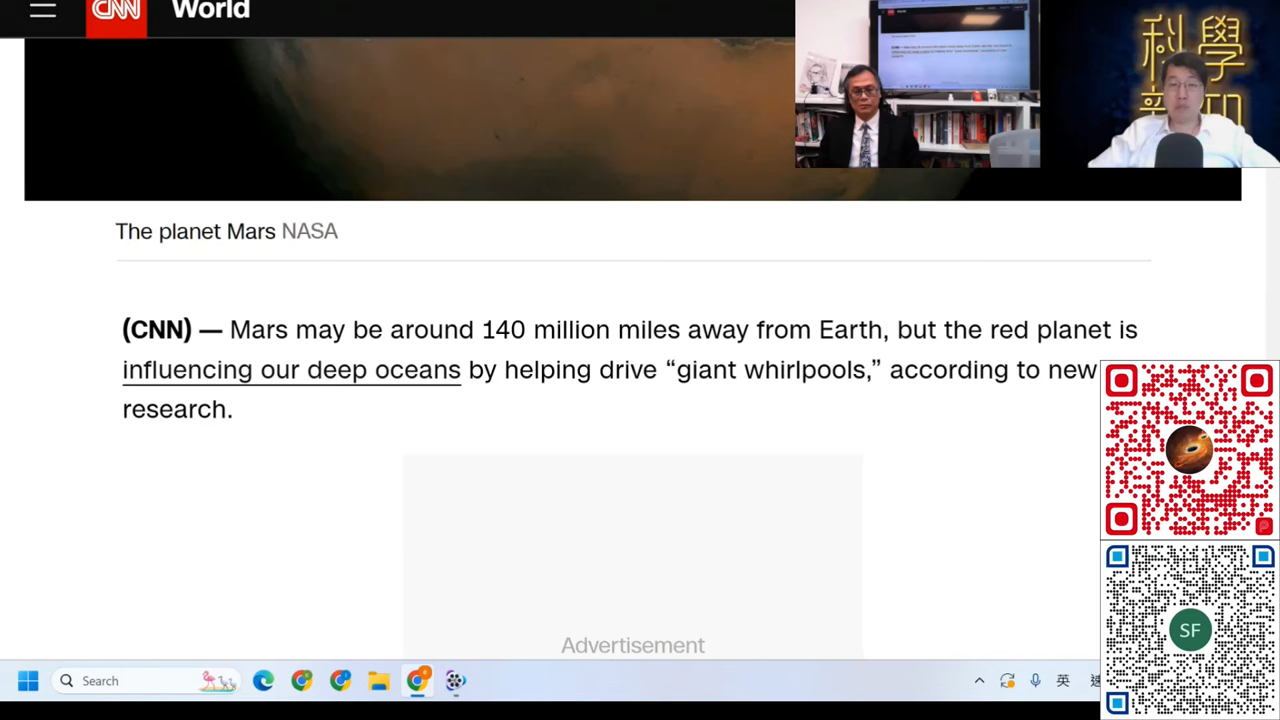 CNN World
科學
The planet Mars NASA
(CNN) — Mars may be around 140 million miles away from Earth, but the red planet is
influencing our deep oceans by helping drive “giant whirlpools,” according to new
research.
Advertisement
SF
Search
英